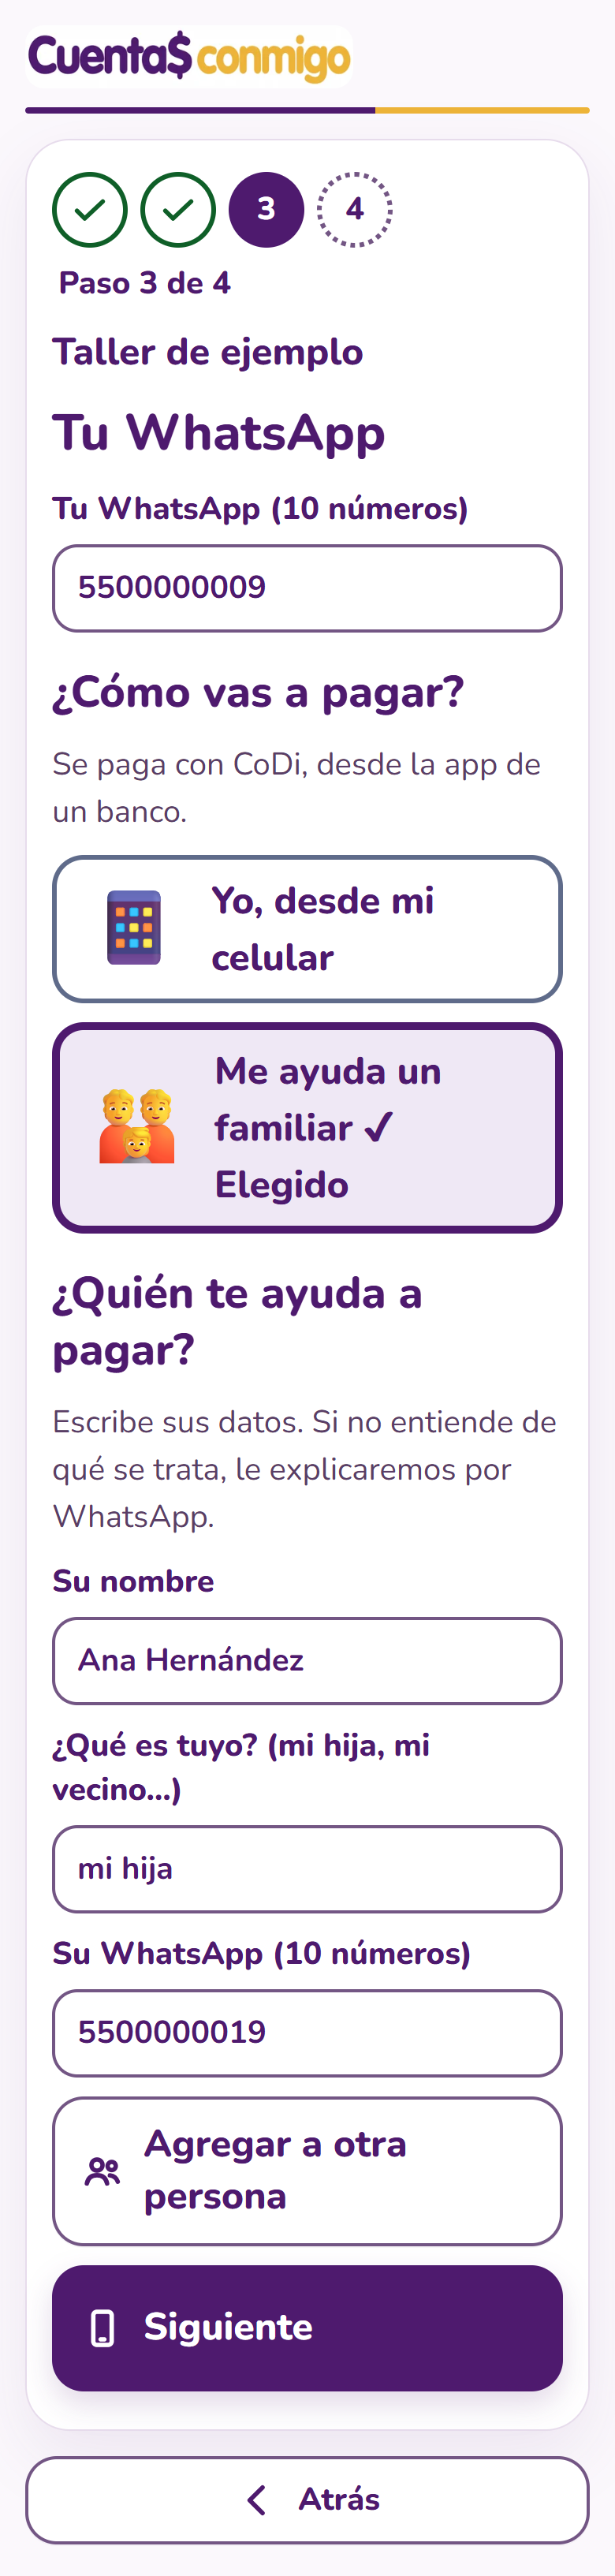 Cuenta$ conmigo
3
4
Paso 3 de 4
Taller de ejemplo
Tu WhatsApp
Tu WhatsApp (10 números)
5500000009
¿Cómo vas a pagar?
Se paga con CoDi, desde la app de
un banco.
Yo, desde mi
celular
Me ayuda un
familiar ✓
Elegido
¿Quién te ayuda a
pagar?
Escribe sus datos. Si no entiende de
qué se trata, le explicaremos por
WhatsApp.
Su nombre
Ana Hernández
¿Qué es tuyo? (mi hija, mi
vecino...)
mi hija
Su WhatsApp (10 números)
5500000019
Agregar a otra
persona
Siguiente
Atrás